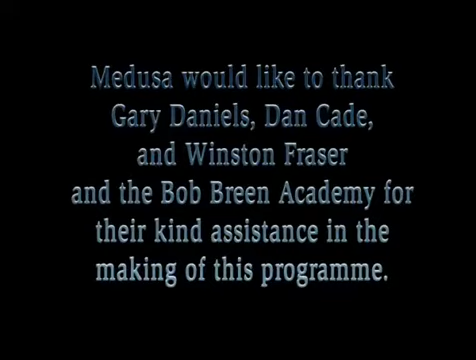 Medusa would like to thank
Gary Daniels, Dan Cade,
and Winston Fraser
and the Bob Breen Academy for
their kind assistance in the
making of this programme.